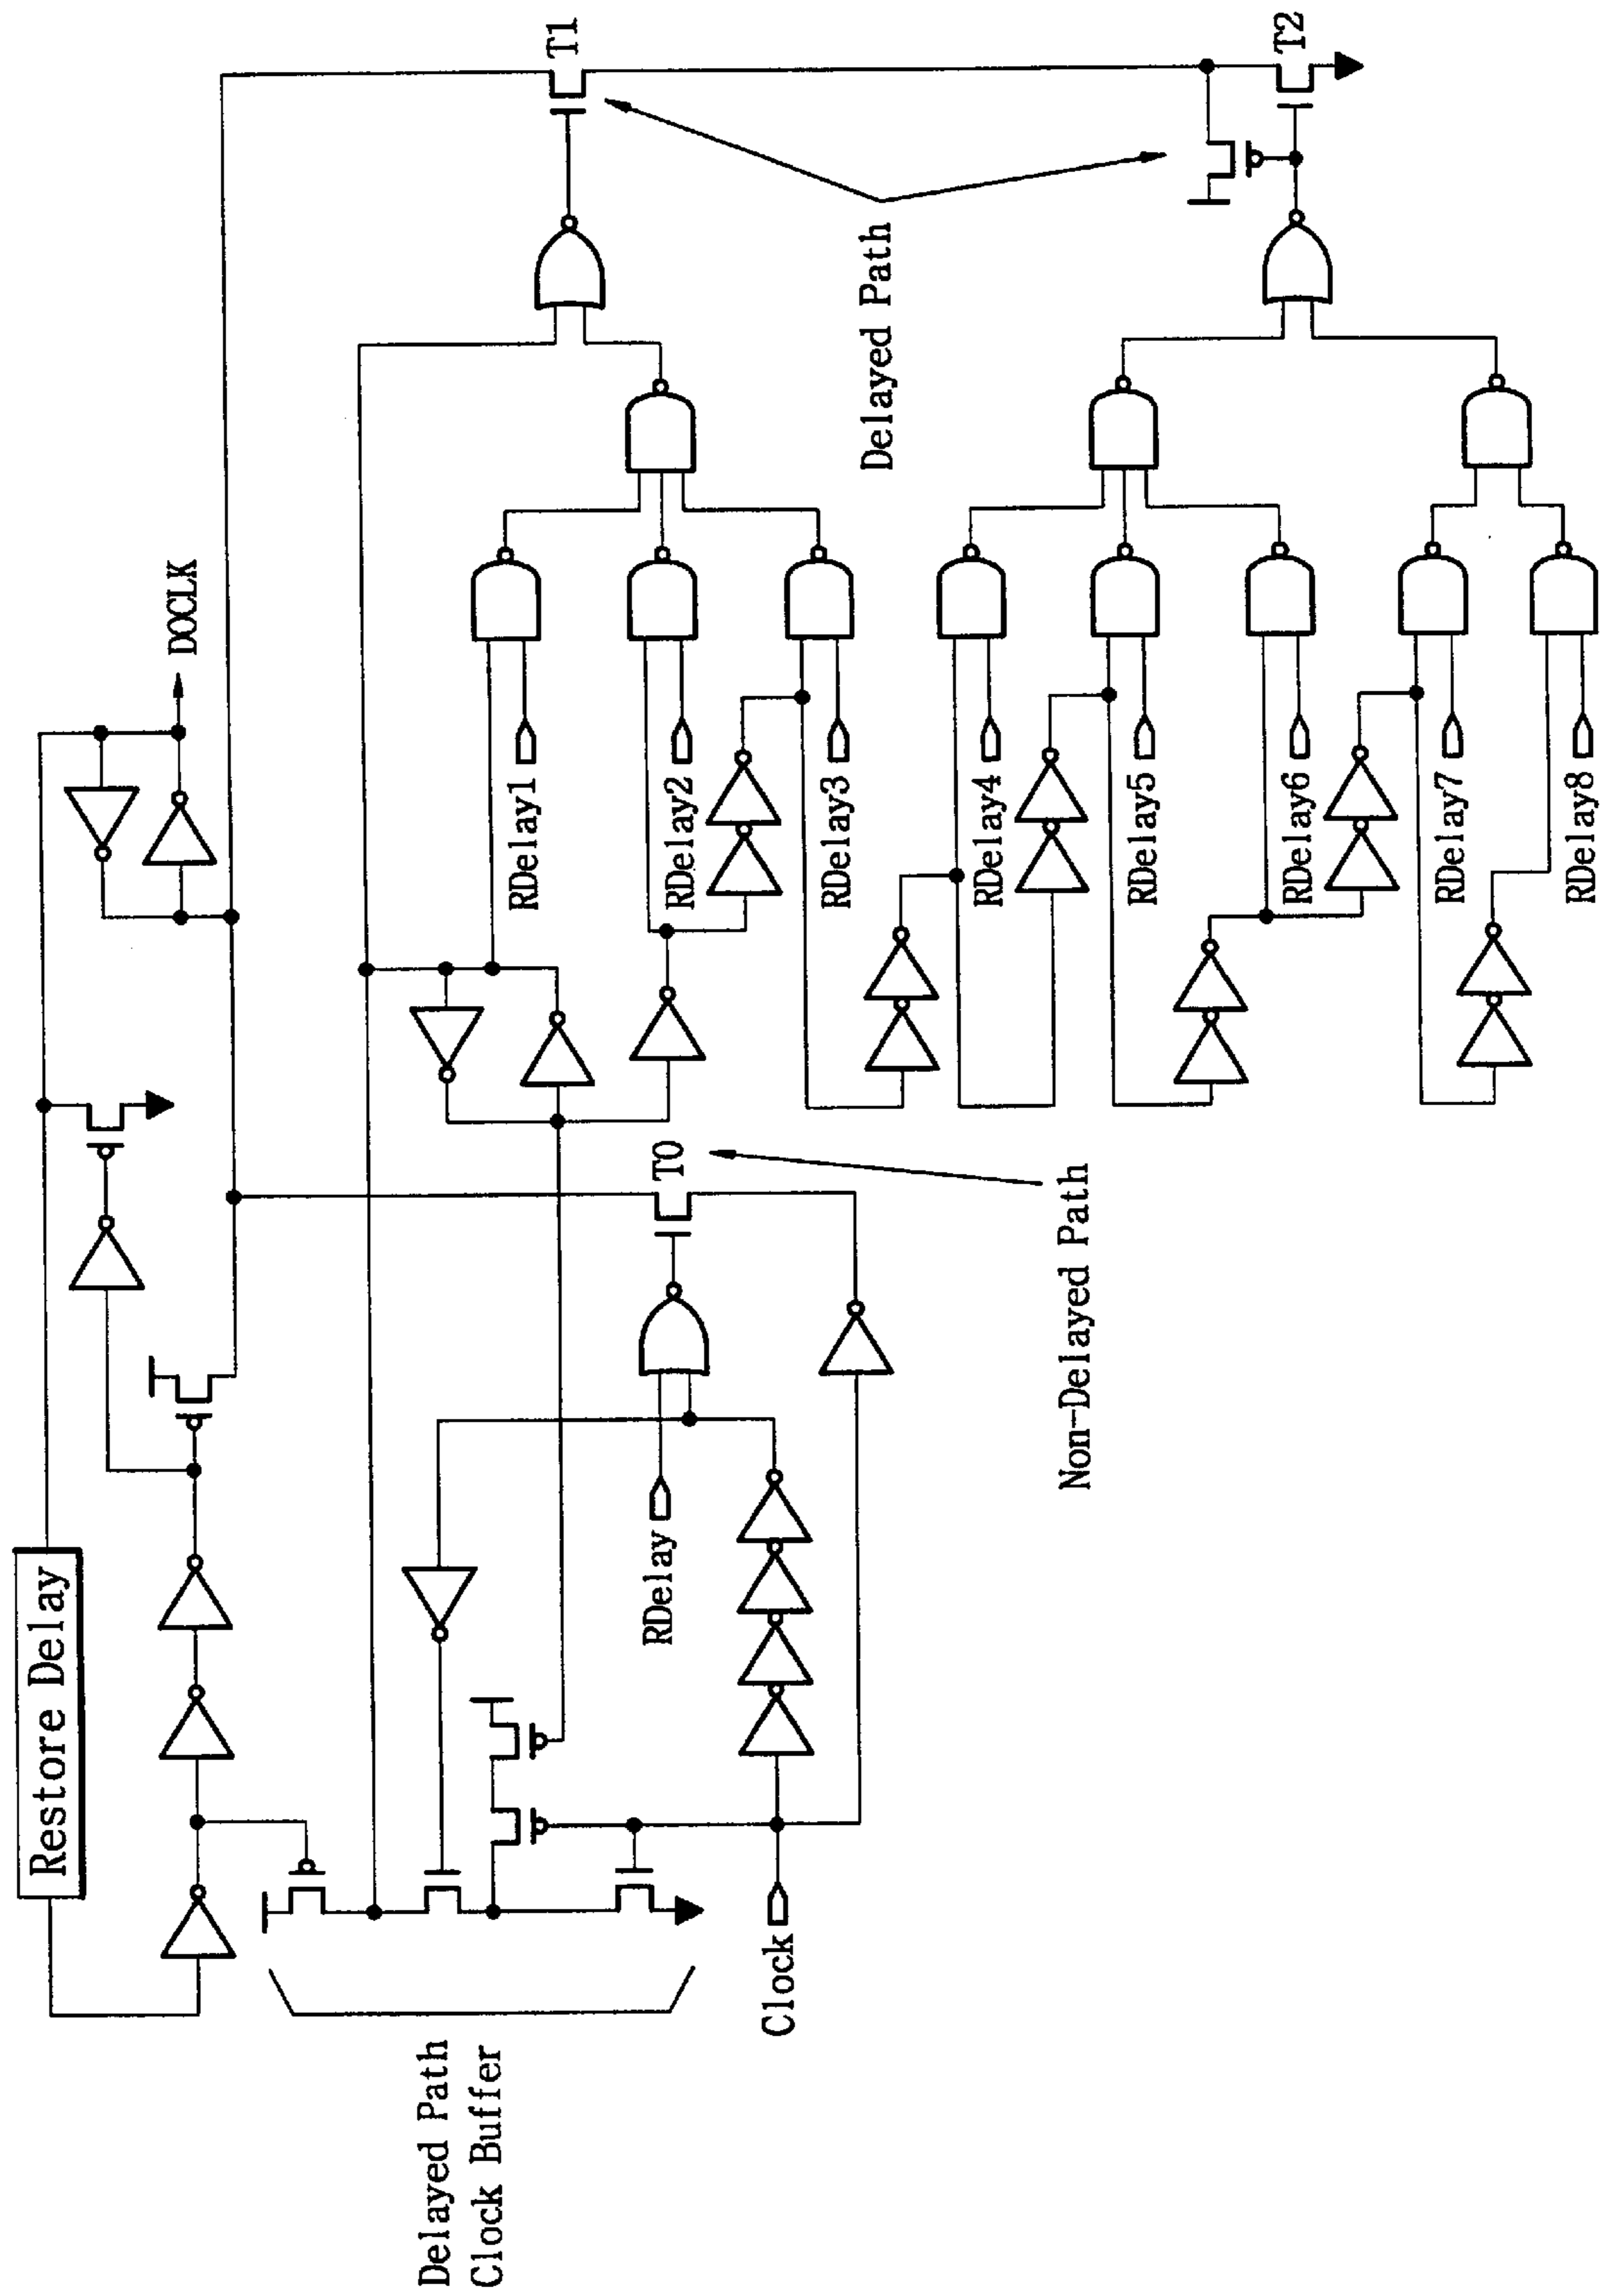 Restore Delay
DOCLK
T1
Delayed Path
Clock Buffer
Clock
RDelay
T0
Non-Delayed Path
RDelay1
RDelay2
RDelay3
RDelay4
RDelay5
RDelay6
RDelay7
RDelay8
Delayed Path
T2